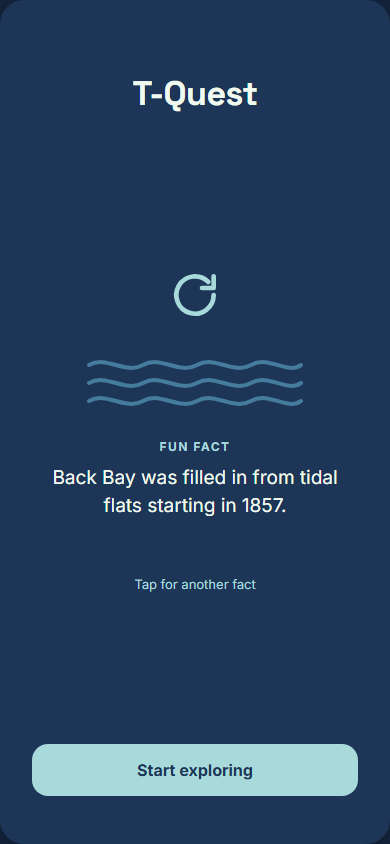 T-Quest
FUN FACT
Back Bay was filled in from tidal
flats starting in 1857.
Tap for another fact
Start exploring